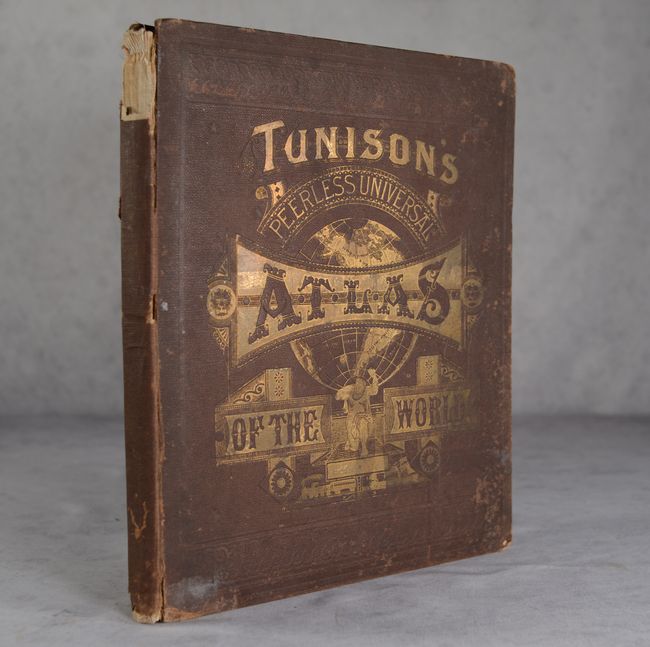 TUNISON'S
PEERLESS UNIVERSAL
ATLAS
OF THE WORLD